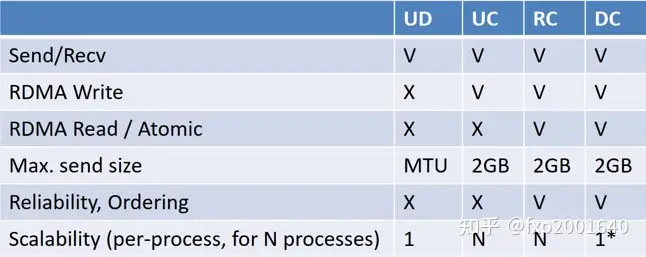 UD UC RC DC
Send/Recv V V V V
RDMA Write X V V V
RDMA Read / Atomic X X V V
Max. send size MTU 2GB 2GB 2GB
Reliability, Ordering X X V V
Scalability (per-process, for N processes) 1 N N 1*
知乎 @fxp2001640